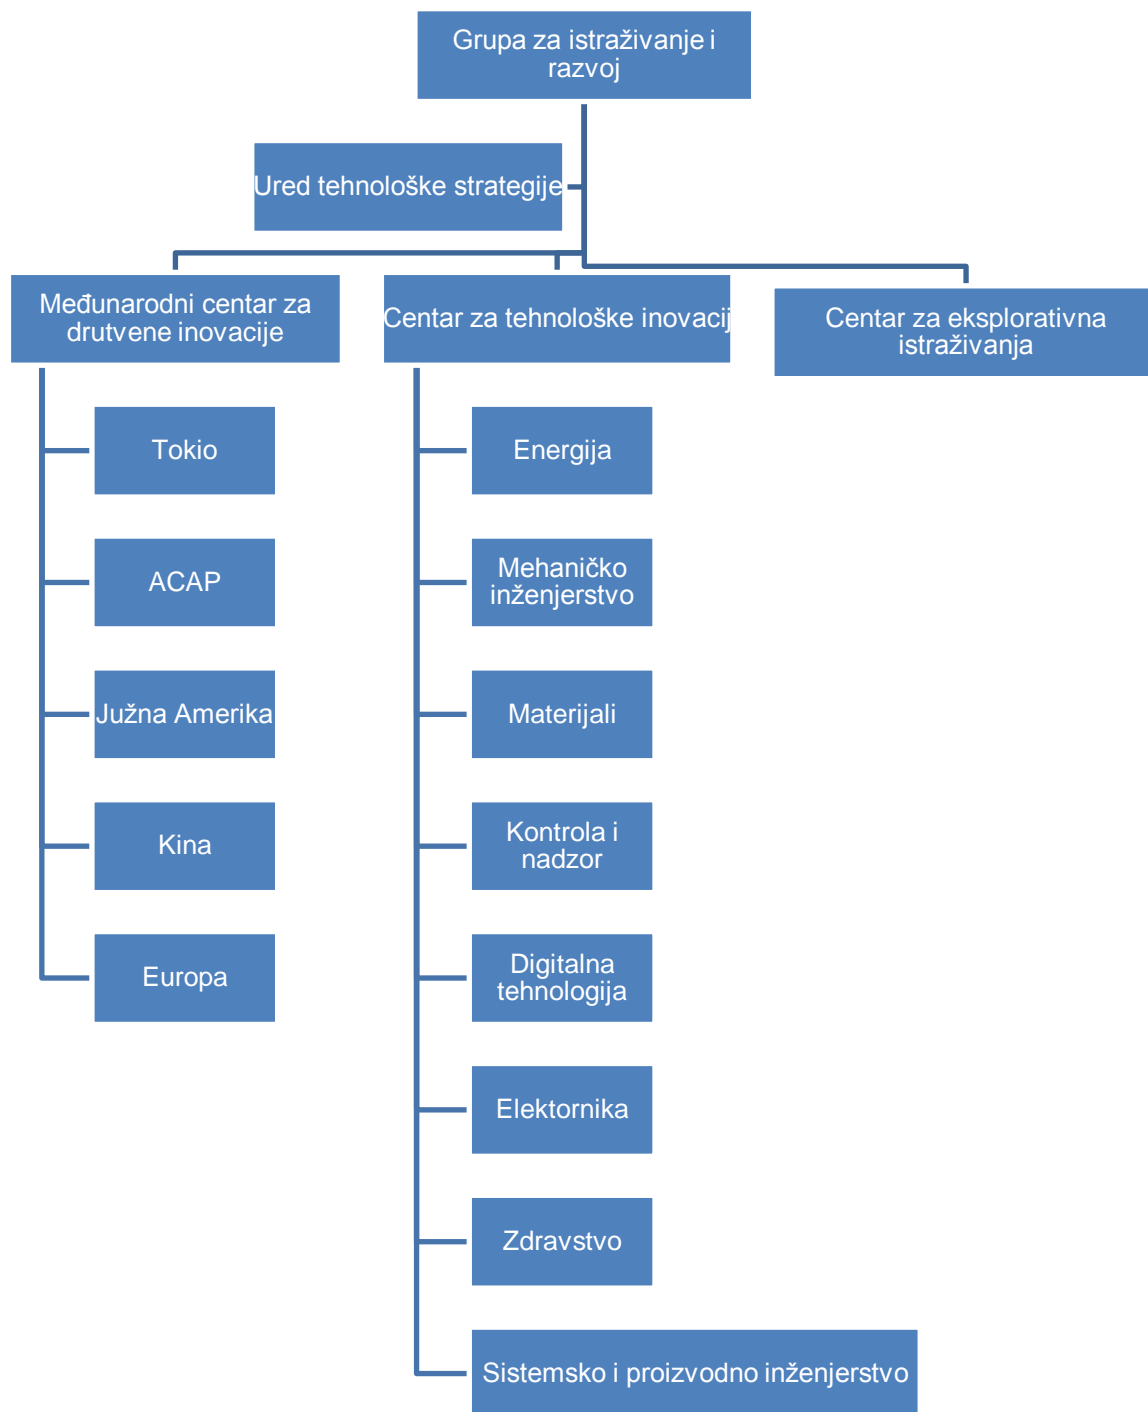 Grupa za istraživanje i
razvoj
Ured tehnološke strategije
Međunarodni centar za
drutvene inovacije
Centar za tehnološke inovacij
Centar za eksplorativna
istraživanja
Tokio
ACAP
Južna Amerika
Kina
Europa
Energija
Mehaničko
inženjerstvo
Materijali
Kontrola i
nadzor
Digitalna
tehnologija
Elektornika
Zdravstvo
Sistemsko i proizvodno inženjerstvo